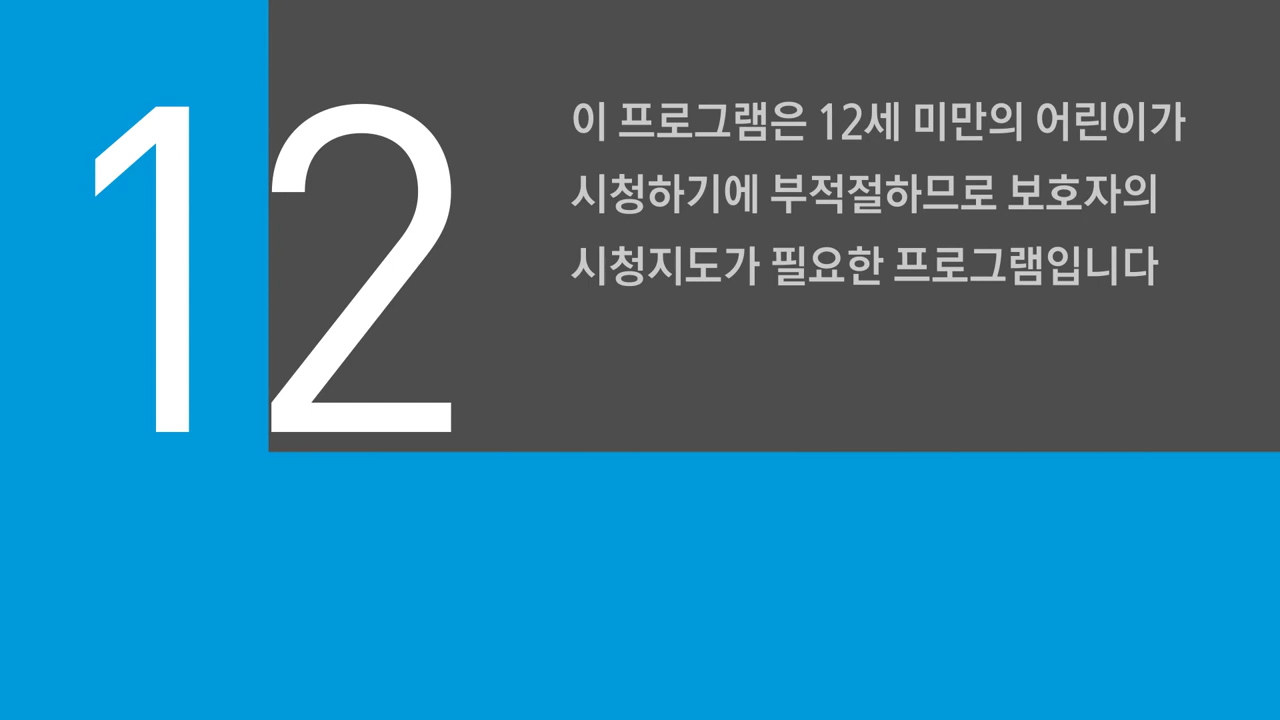 12
이 프로그램은 12세 미만의 어린이가
시청하기에 부적절하므로 보호자의
시청지도가 필요한 프로그램입니다